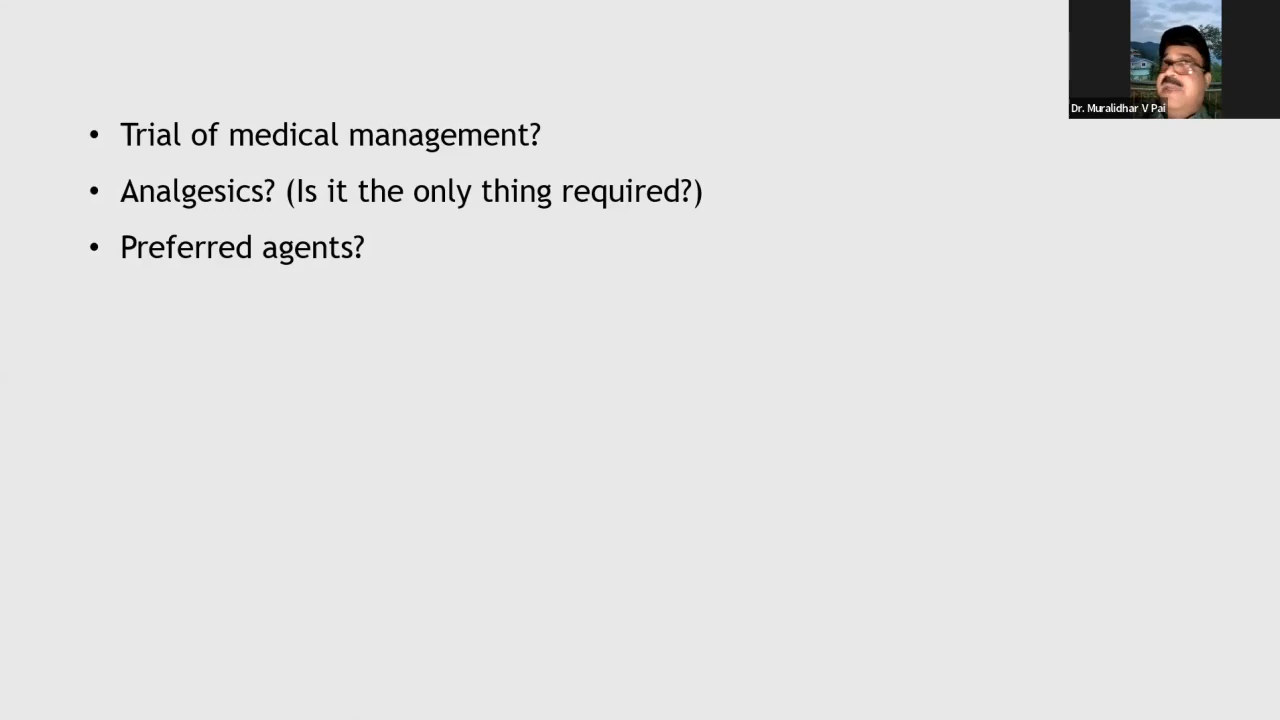 Dr. Muralidhar V Pai
• Trial of medical management?
• Analgesics? (Is it the only thing required?)
• Preferred agents?